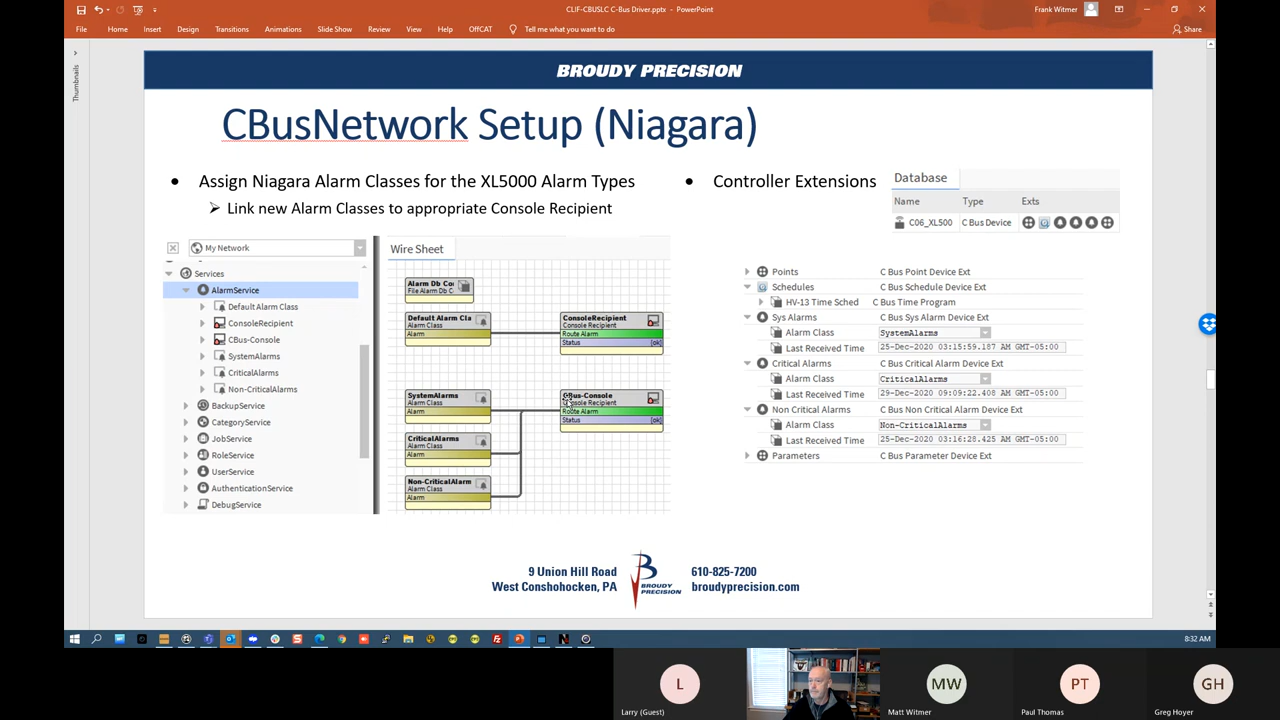 CLIF-CBUSLC C-Bus Driver.pptx - PowerPoint
Frank Witmer
File Home Insert Design Transitions Animations Slide Show Review View Help OffCAT Tell me what you want to do
Share
Thumbnails
BROUDY PRECISION
CBusNetwork Setup (Niagara)
• Assign Niagara Alarm Classes for the XL5000 Alarm Types
➢ Link new Alarm Classes to appropriate Console Recipient
My Network
Services
AlarmService
Default Alarm Class
ConsoleRecipient
CBus-Console
SystemAlarms
CriticalAlarms
Non-CriticalAlarms
BackupService
CategoryService
JobService
RoleService
UserService
AuthenticationService
DebugService
Wire Sheet
Alarm Db Co
File Alarm Db C
Default Alarm Cla
Alarm Class
Alarm
ConsoleRecipient
Console Recipient
Route Alarm
Status [ok]
SystemAlarms
Alarm Class
Alarm
CBus-Console
Console Recipient
Route Alarm
Status [ok]
CriticalAlarms
Alarm Class
Alarm
Non-CriticalAlarm
Alarm Class
Alarm
• Controller Extensions
Database
Name Type Exts
C06_XL500 C Bus Device
Points C Bus Point Device Ext
Schedules C Bus Schedule Device Ext
HV-13 Time Sched C Bus Time Program
Sys Alarms C Bus Sys Alarm Device Ext
Alarm Class SystemAlarms
Last Received Time 25-Dec-2020 03:15:59.187 AM GMT-05:00
Critical Alarms C Bus Critical Alarm Device Ext
Alarm Class CriticalAlarms
Last Received Time 29-Dec-2020 09:09:22.408 AM GMT-05:00
Non Critical Alarms C Bus Non Critical Alarm Device Ext
Alarm Class Non-CriticalAlarms
Last Received Time 25-Dec-2020 03:16:28.425 AM GMT-05:00
Parameters C Bus Parameter Device Ext
9 Union Hill Road
West Conshohocken, PA
B
BROUDY
PRECISION
610-825-7200
broudyprecision.com
8:32 AM
L
Larry (Guest)
MW
Matt Witmer
PT
Paul Thomas
GH
Greg Hoyer